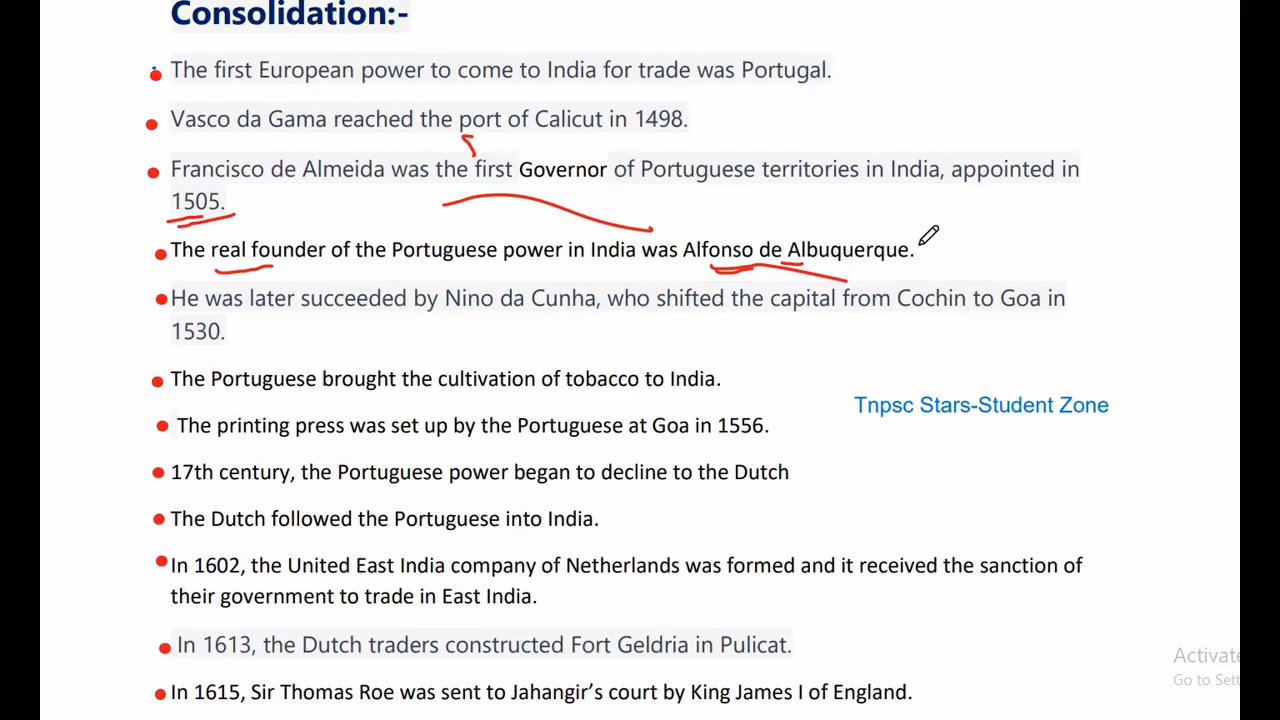 Consolidation:-
The first European power to come to India for trade was Portugal.
Vasco da Gama reached the port of Calicut in 1498.
Francisco de Almeida was the first Governor of Portuguese territories in India, appointed in
1505.
The real founder of the Portuguese power in India was Alfonso de Albuquerque.
He was later succeeded by Nino da Cunha, who shifted the capital from Cochin to Goa in
1530.
The Portuguese brought the cultivation of tobacco to India.
Tnpsc Stars-Student Zone
The printing press was set up by the Portuguese at Goa in 1556.
17th century, the Portuguese power began to decline to the Dutch
The Dutch followed the Portuguese into India.
In 1602, the United East India company of Netherlands was formed and it received the sanction of
their government to trade in East India.
In 1613, the Dutch traders constructed Fort Geldria in Pulicat.
Activate
Go to Sett
In 1615, Sir Thomas Roe was sent to Jahangir’s court by King James I of England.